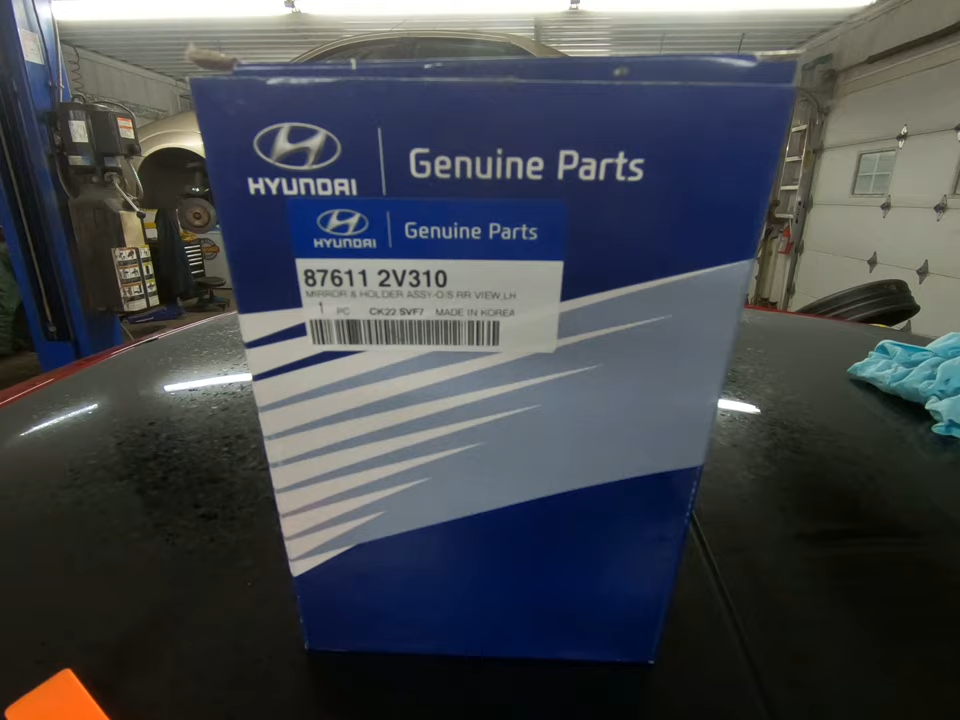 HYUNDAI
Genuine Parts
HYUNDAI
Genuine Parts
87611 2V310
MIRROR & HOLDER ASSY-O/S RR VIEW,LH
1 PC CK22 SVF7 MADE IN KOREA